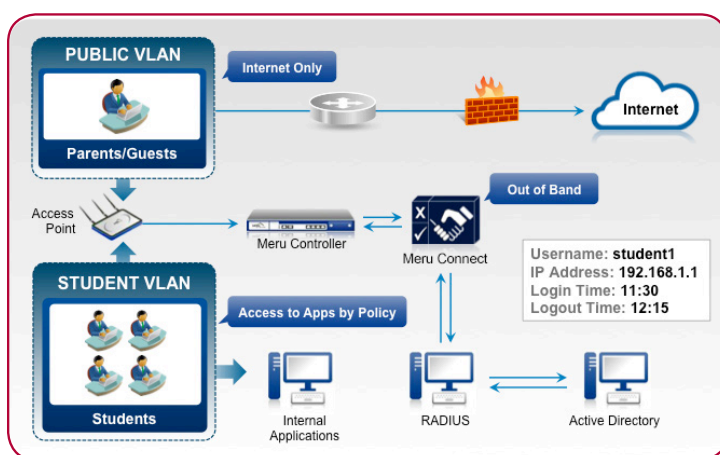 PUBLIC VLAN
Parents/Guests
Internet Only
Internet
Access
Point
Meru Controller
Out of Band
Meru Connect
Username: student1
IP Address: 192.168.1.1
Login Time: 11:30
Logout Time: 12:15
STUDENT VLAN
Students
Access to Apps by Policy
Internal
Applications
RADIUS
Active Directory